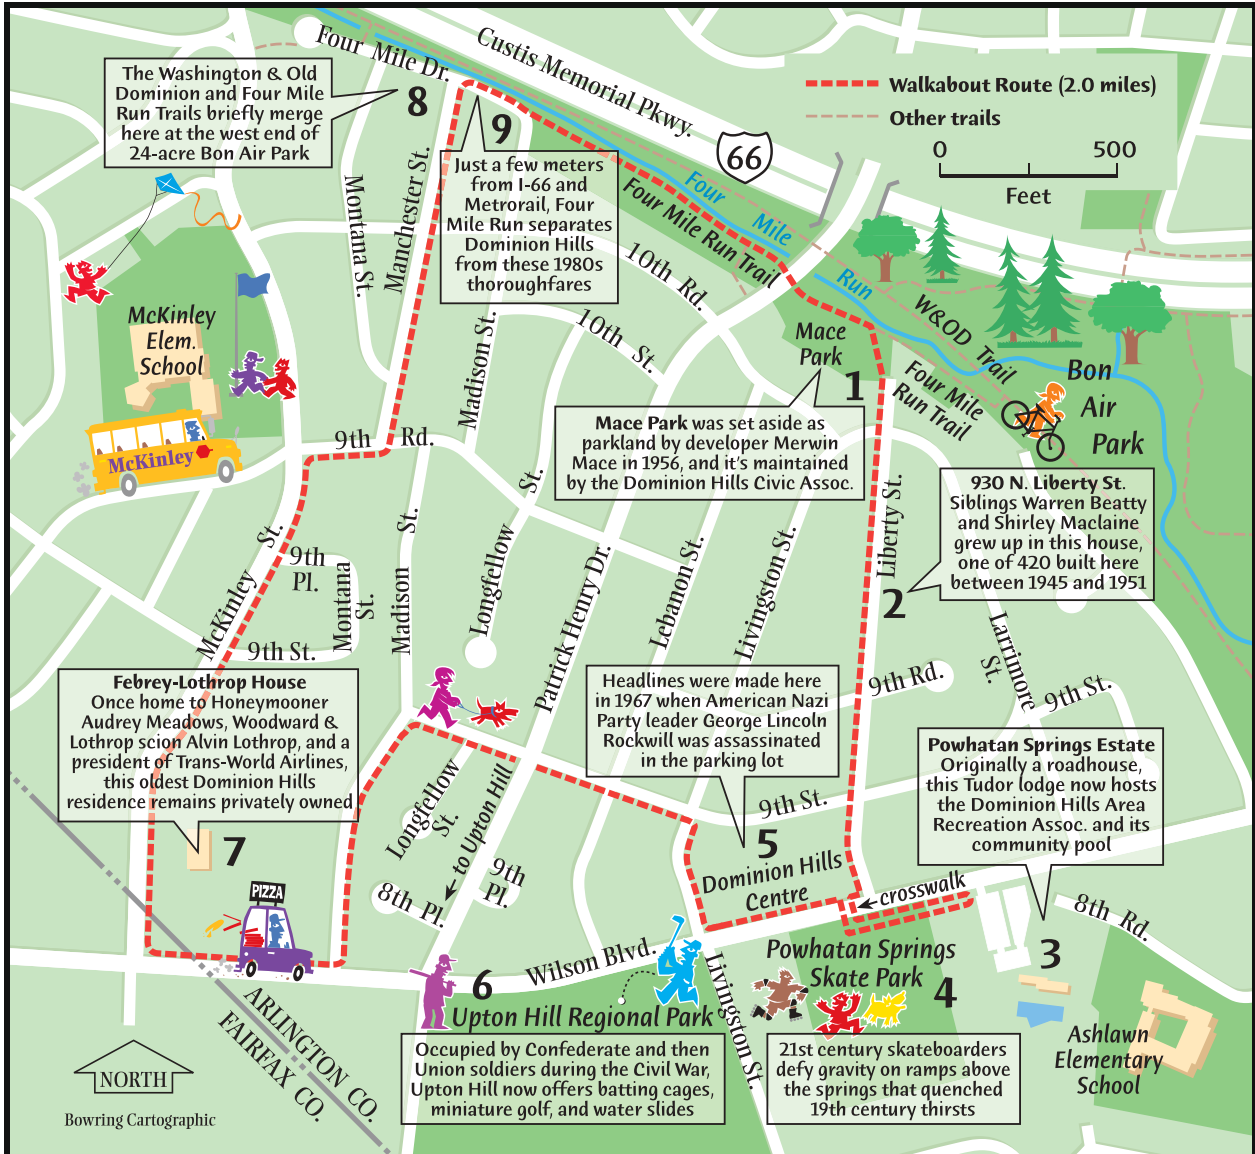 Four Mile Dr.
Custis Memorial Pkwy.
66
Walkabout Route (2.0 miles)
Other trails
0 500
Feet
The Washington & Old
Dominion and Four Mile
Run Trails briefly merge
here at the west end of
24-acre Bon Air Park
8
9
Just a few meters
from I-66 and
Metrorail, Four
Mile Run separates
Dominion Hills
from these 1980s
thoroughfares
Montana St.
Manchester St.
Four Mile Run
Four Mile Run Trail
10th Rd.
10th St.
Madison St.
W&OD Trail
Four Mile
Run Trail
Bon
Air
Park
Mace
Park
1
McKinley
Elem.
School
McKinley
9th Rd.
Mace Park was set aside as
parkland by developer Merwin
Mace in 1956, and it's maintained
by the Dominion Hills Civic Assoc.
930 N. Liberty St.
Siblings Warren Beatty
and Shirley Maclaine
grew up in this house,
one of 420 built here
between 1945 and 1951
2
Liberty St.
McKinley St.
9th
Pl.
Montana
St.
9th St.
Madison St.
Longfellow St.
Patrick Henry Dr.
Lebanon St.
Livingston St.
Larrimore
St.
9th Rd.
9th St.
Febrey-Lothrop House
Once home to Honeymooner
Audrey Meadows, Woodward &
Lothrop scion Alvin Lothrop, and a
president of Trans-World Airlines,
this oldest Dominion Hills
residence remains privately owned
7
Headlines were made here
in 1967 when American Nazi
Party leader George Lincoln
Rockwill was assassinated
in the parking lot
5
9th St.
Dominion Hills
Centre
Powhatan Springs Estate
Originally a roadhouse,
this Tudor lodge now hosts
the Dominion Hills Area
Recreation Assoc. and its
community pool
3
crosswalk
8th Rd.
Longfellow
St.
to Upton Hill
9th
Pl.
8th Pl.
PIZZA
Wilson Blvd.
6
Upton Hill Regional Park
Occupied by Confederate and then
Union soldiers during the Civil War,
Upton Hill now offers batting cages,
miniature golf, and water slides
Livingston St.
Powhatan Springs
Skate Park
4
21st century skateboarders
defy gravity on ramps above
the springs that quenched
19th century thirsts
Ashlawn
Elementary
School
ARLINGTON CO.
FAIRFAX CO.
NORTH
Bowring Cartographic